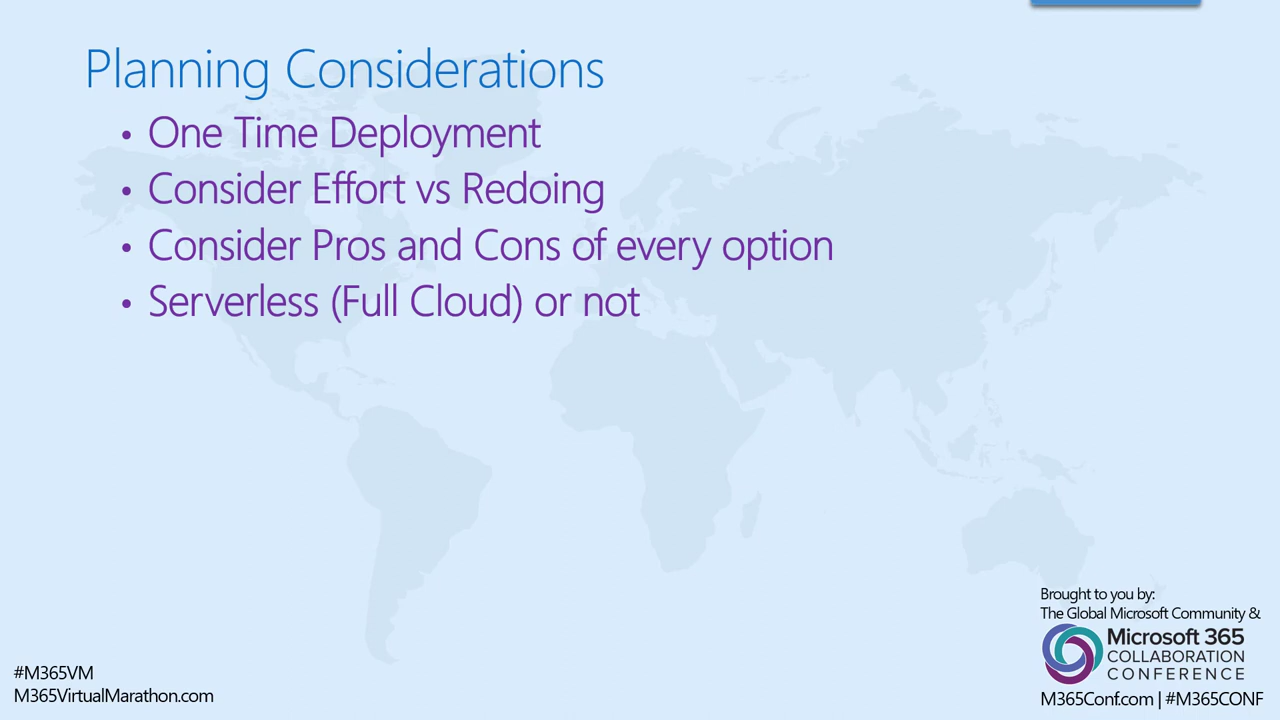 Planning Considerations
• One Time Deployment
• Consider Effort vs Redoing
• Consider Pros and Cons of every option
• Serverless (Full Cloud) or not
Brought to you by:
The Global Microsoft Community &
Microsoft 365
COLLABORATION
CONFERENCE
M365Conf.com | #M365CONF
#M365VM
M365VirtualMarathon.com